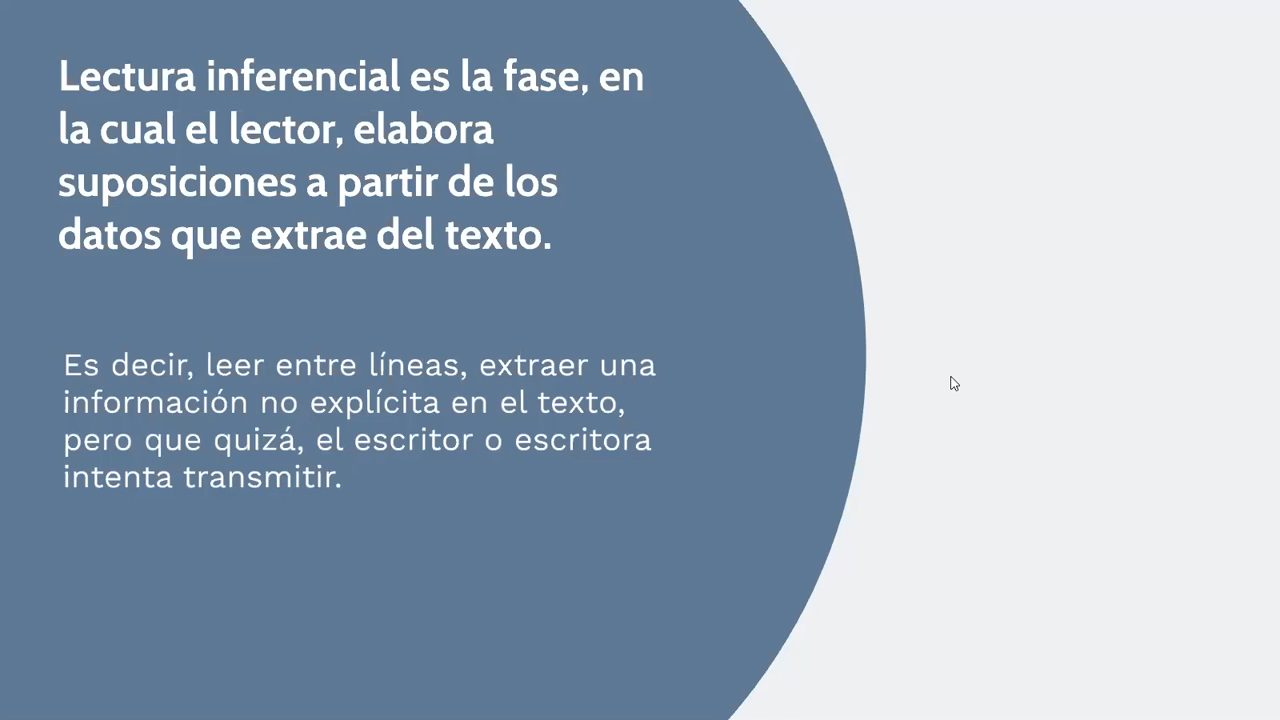 Lectura inferencial es la fase, en
la cual el lector, elabora
suposiciones a partir de los
datos que extrae del texto.
Es decir, leer entre líneas, extraer una
información no explícita en el texto,
pero que quizá, el escritor o escritora
intenta transmitir.